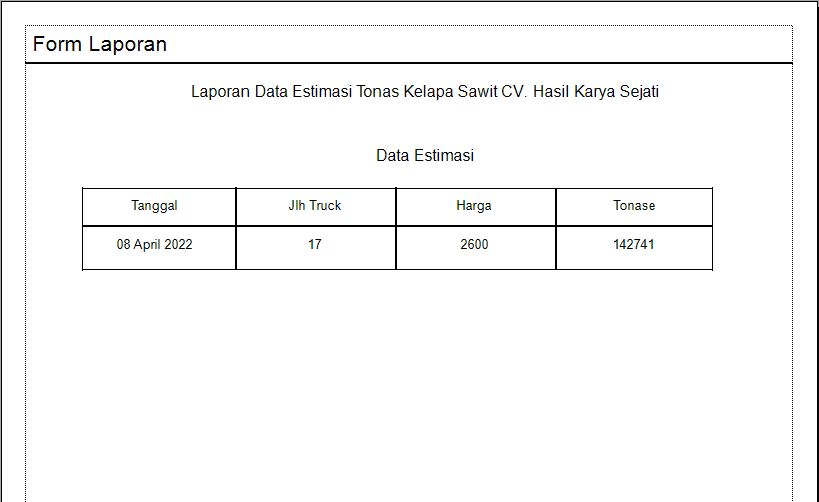 Form Laporan
Laporan Data Estimasi Tonas Kelapa Sawit CV. Hasil Karya Sejati
Data Estimasi
Tanggal Jlh Truck Harga Tonase
08 April 2022 17 2600 142741